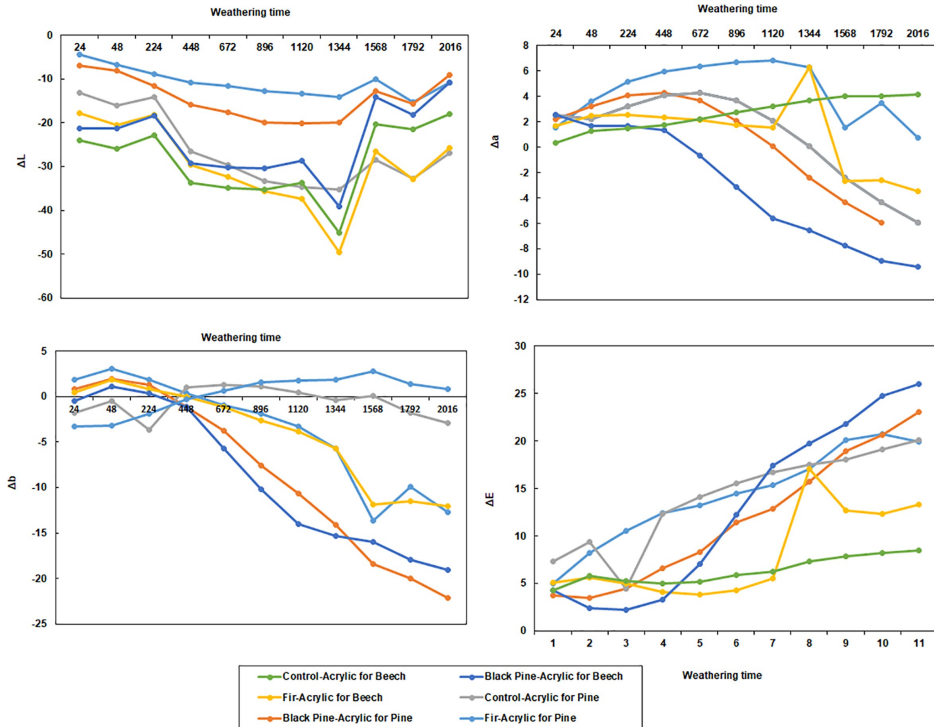 Weathering time
24 48 224 448 672 896 1120 1344 1568 1792 2016
0
-10
-20
-30
-40
-50
-60
ΔL
Weathering time
24 48 224 448 672 896 1120 1344 1568 1792 2016
8
6
4
2
0
-2
-4
-6
-8
-10
-12
Δa
Weathering time
5
0
-5
-10
-15
-20
-25
24 48 224 448 672 896 1120 1344 1568 1792 2016
Δb
30
25
20
15
10
5
0
ΔE
1 2 3 4 5 6 7 8 9 10 11
Weathering time
Control-Acrylic for Beech
Black Pine-Acrylic for Beech
Fir-Acrylic for Beech
Control-Acrylic for Pine
Black Pine-Acrylic for Pine
Fir-Acrylic for Pine